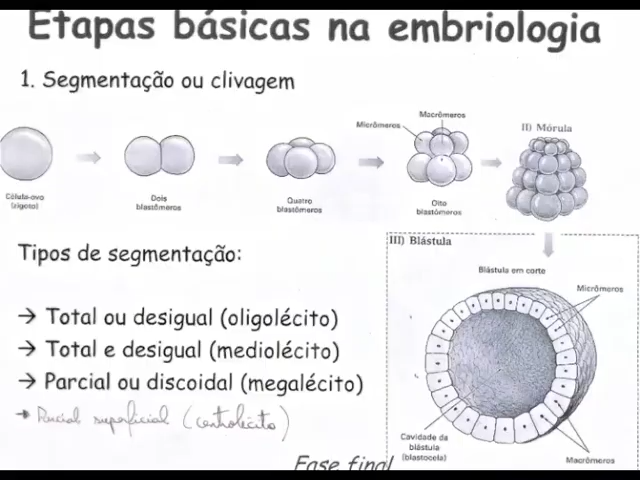 Etapas básicas na embriologia
1. Segmentação ou clivagem
Célula-ovo
(zigoto)
Dois
blastômeros
Quatro
blastômeros
Micrômeros
Macrômeros
Oito
blastômeros
II) Mórula
Tipos de segmentação:
→ Total ou desigual (oligolécito)
→ Total e desigual (mediolécito)
→ Parcial ou discoidal (megalécito)
→ Parcial superficial (centrolécito)
III) Blástula
Blástula em corte
Micrômeros
Cavidade da
blástula
(blastocela)
Macrômeros
Fase final